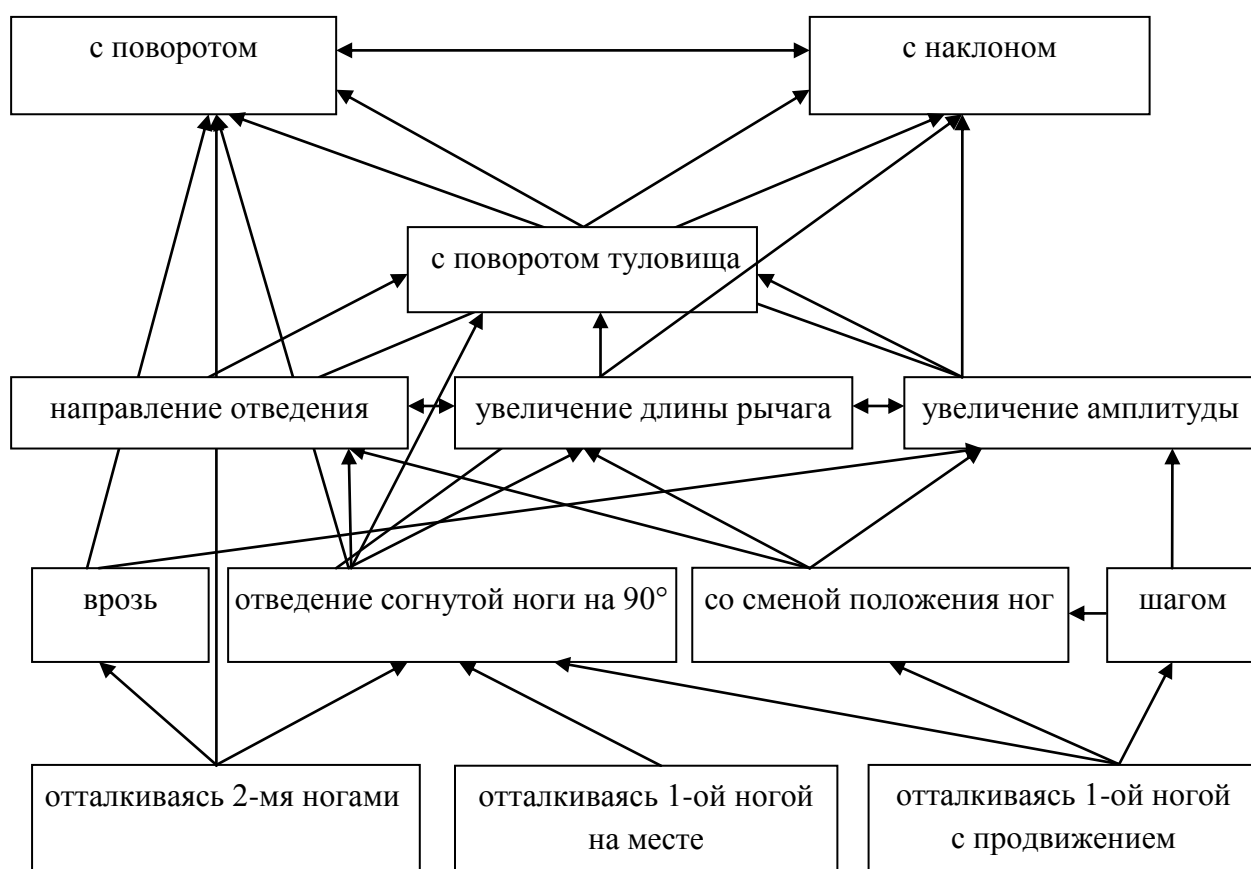 с поворотом
с наклоном
с поворотом туловища
направление отведения
увеличение длины рычага
увеличение амплитуды
врозь
отведение согнутой ноги на 90°
со сменой положения ног
шагом
отталкиваясь 2-мя ногами
отталкиваясь 1-ой ногой
на месте
отталкиваясь 1-ой ногой
с продвижением